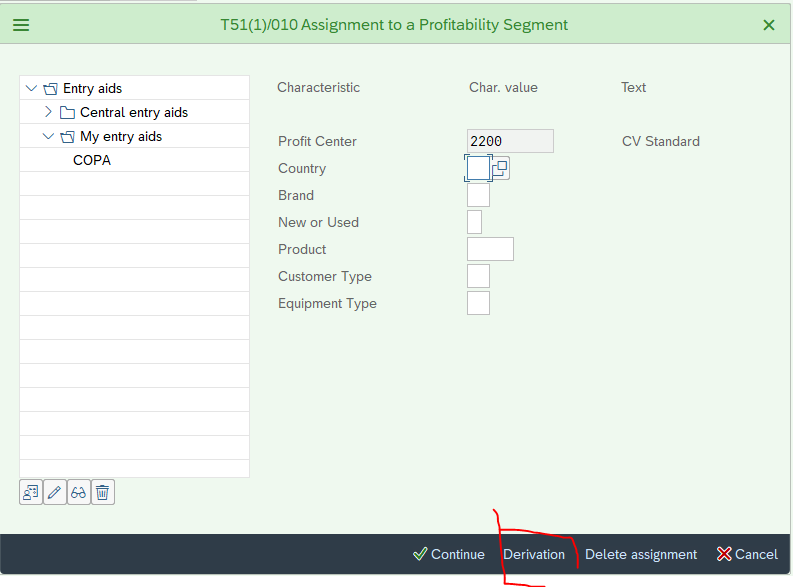 T51(1)/010 Assignment to a Profitability Segment
Entry aids
Central entry aids
My entry aids
COPA
Characteristic Char. value Text
Profit Center 2200 CV Standard
Country
Brand
New or Used
Product
Customer Type
Equipment Type
Continue Derivation Delete assignment Cancel